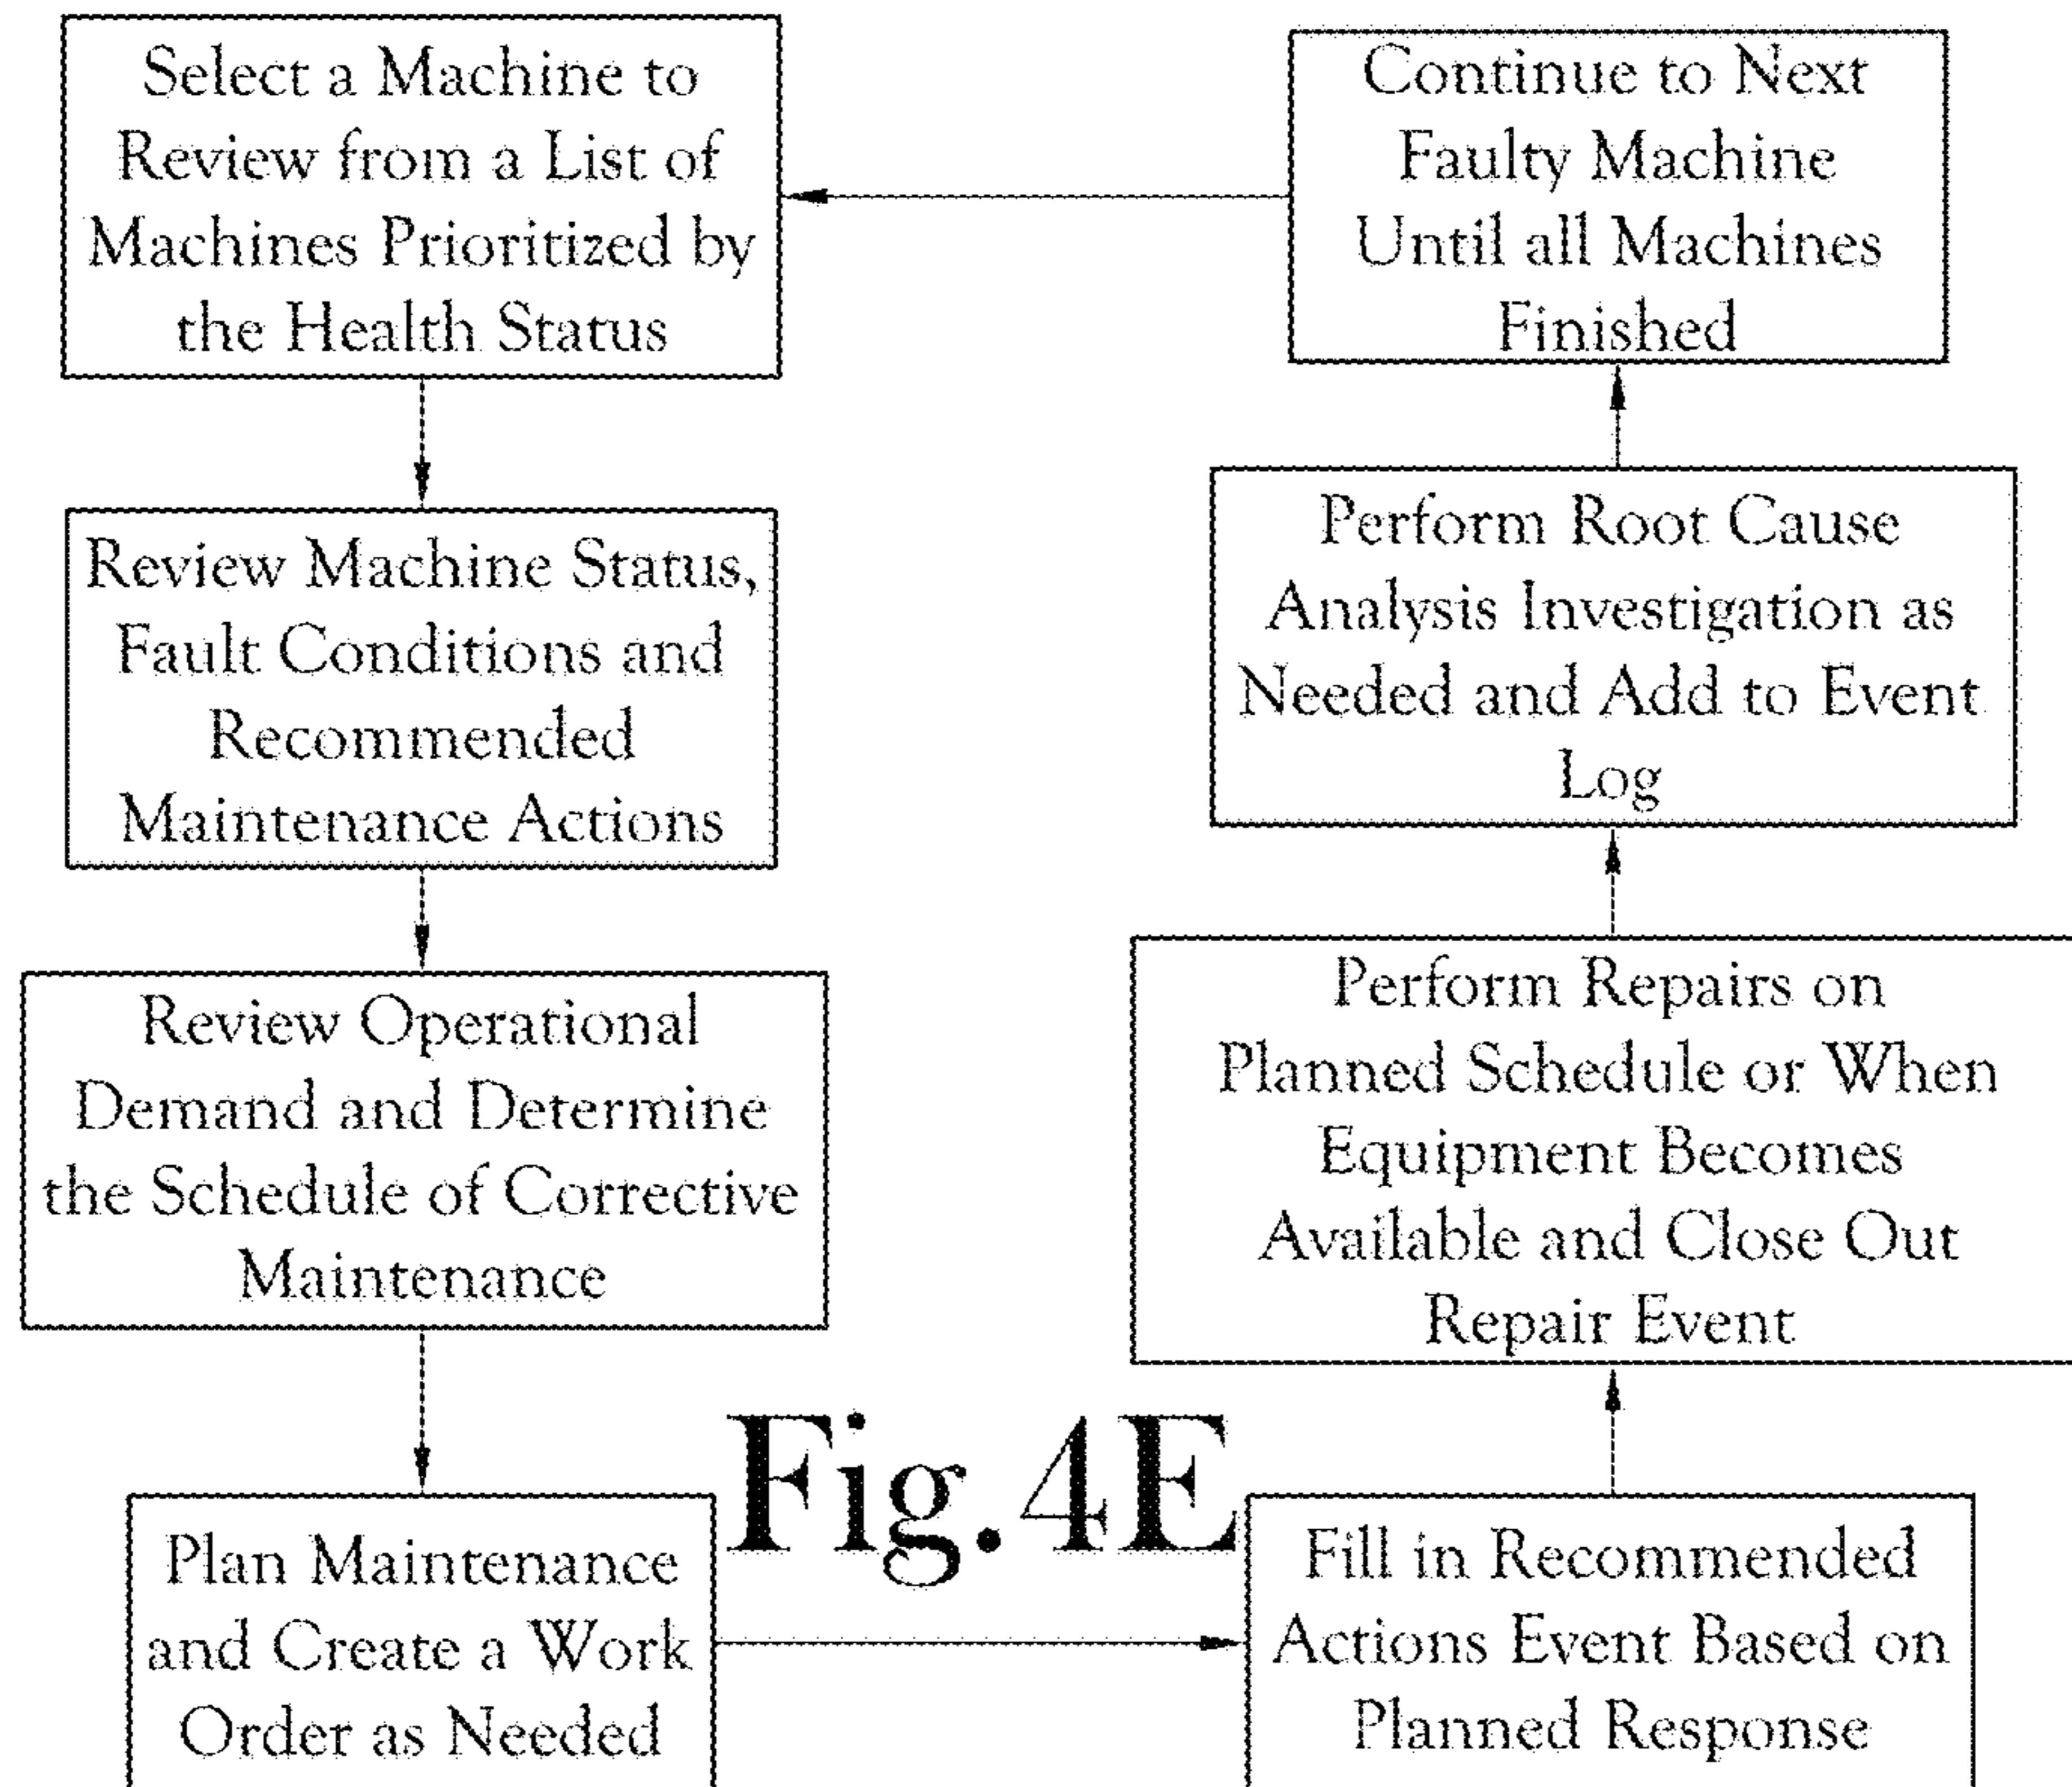 Select a Machine to
Review from a List of
Machines Prioritized by
the Health Status
Review Machine Status,
Fault Conditions and
Recommended
Maintenance Actions
Review Operational
Demand and Determine
the Schedule of Corrective
Maintenance
Plan Maintenance
and Create a Work
Order as Needed
Fig.4E
Fill in Recommended
Actions Event Based on
Planned Response
Perform Repairs on
Planned Schedule or When
Equipment Becomes
Available and Close Out
Repair Event
Perform Root Cause
Analysis Investigation as
Needed and Add to Event
Log
Continue to Next
Faulty Machine
Until all Machines
Finished